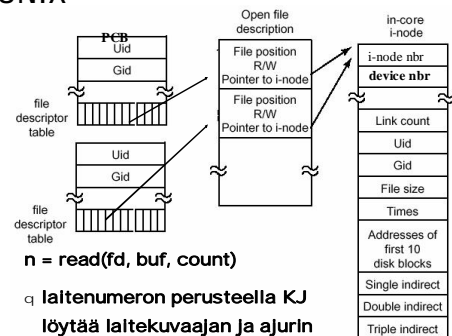 PCB
Uid
Gid
file
descriptor
table
Uid
Gid
file
descriptor
table
Open file
description
File position
R/W
Pointer to i-node
File position
R/W
Pointer to i-node
in-core
i-node
i-node nbr
device nbr
Link count
Uid
Gid
File size
Times
Addresses of
first 10
disk blocks
Single indirect
Double indirect
Triple indirect
n = read(fd, buf, count)
q laitenumeron perusteella KJ
löytää laitekuvaajan ja ajurin